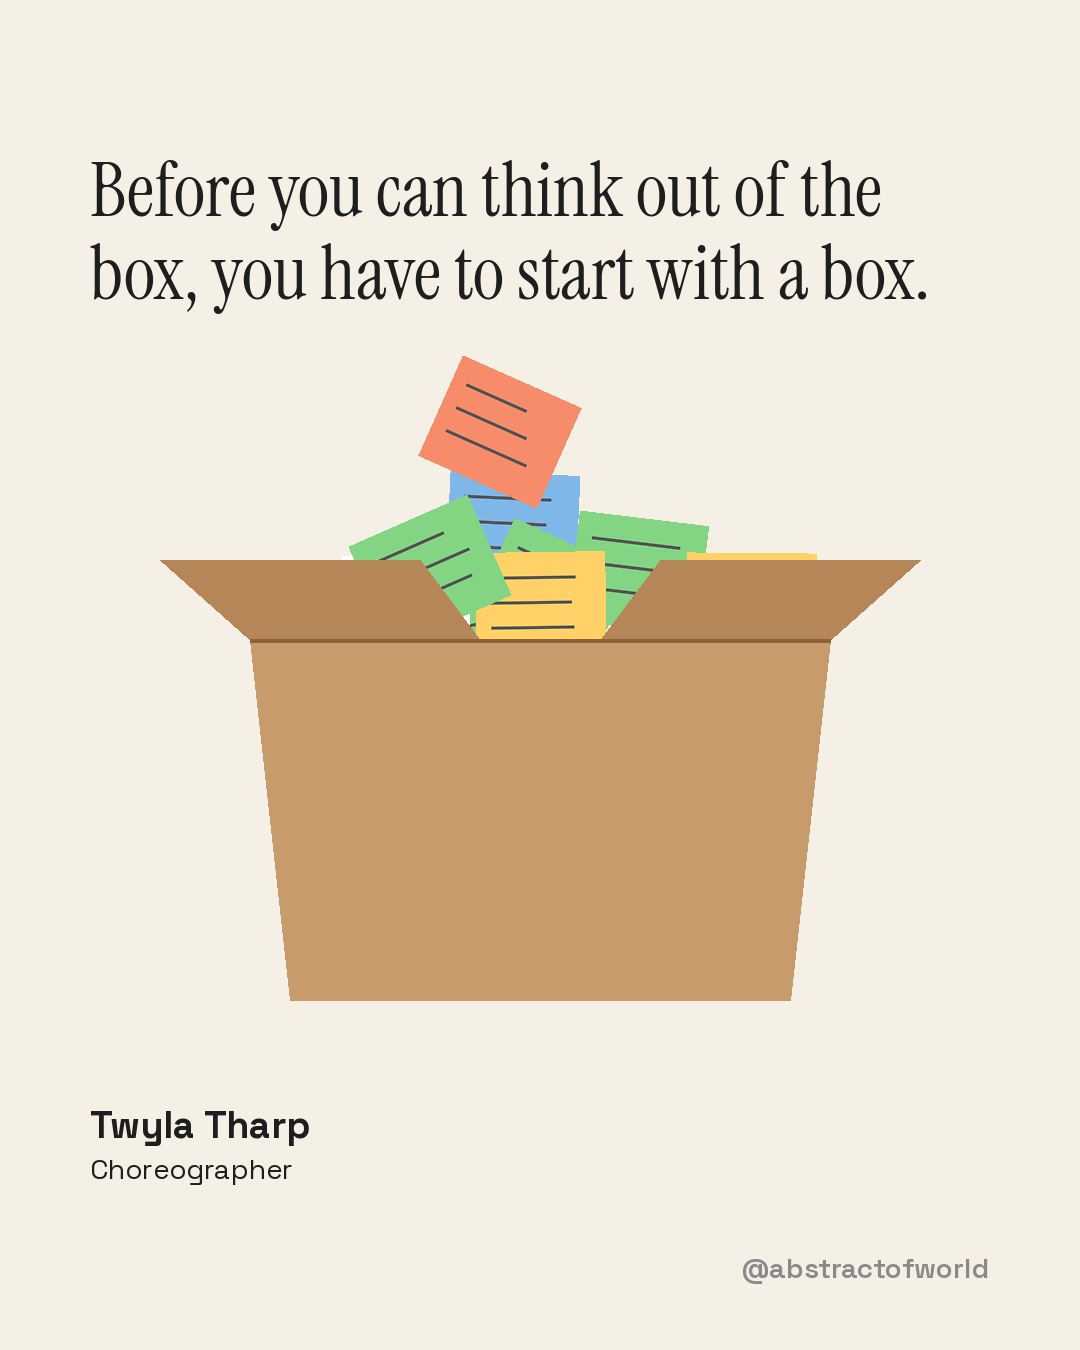 Before you can think out of the
box, you have to start with a box.
Twyla Tharp
Choreographer
@abstractofworld